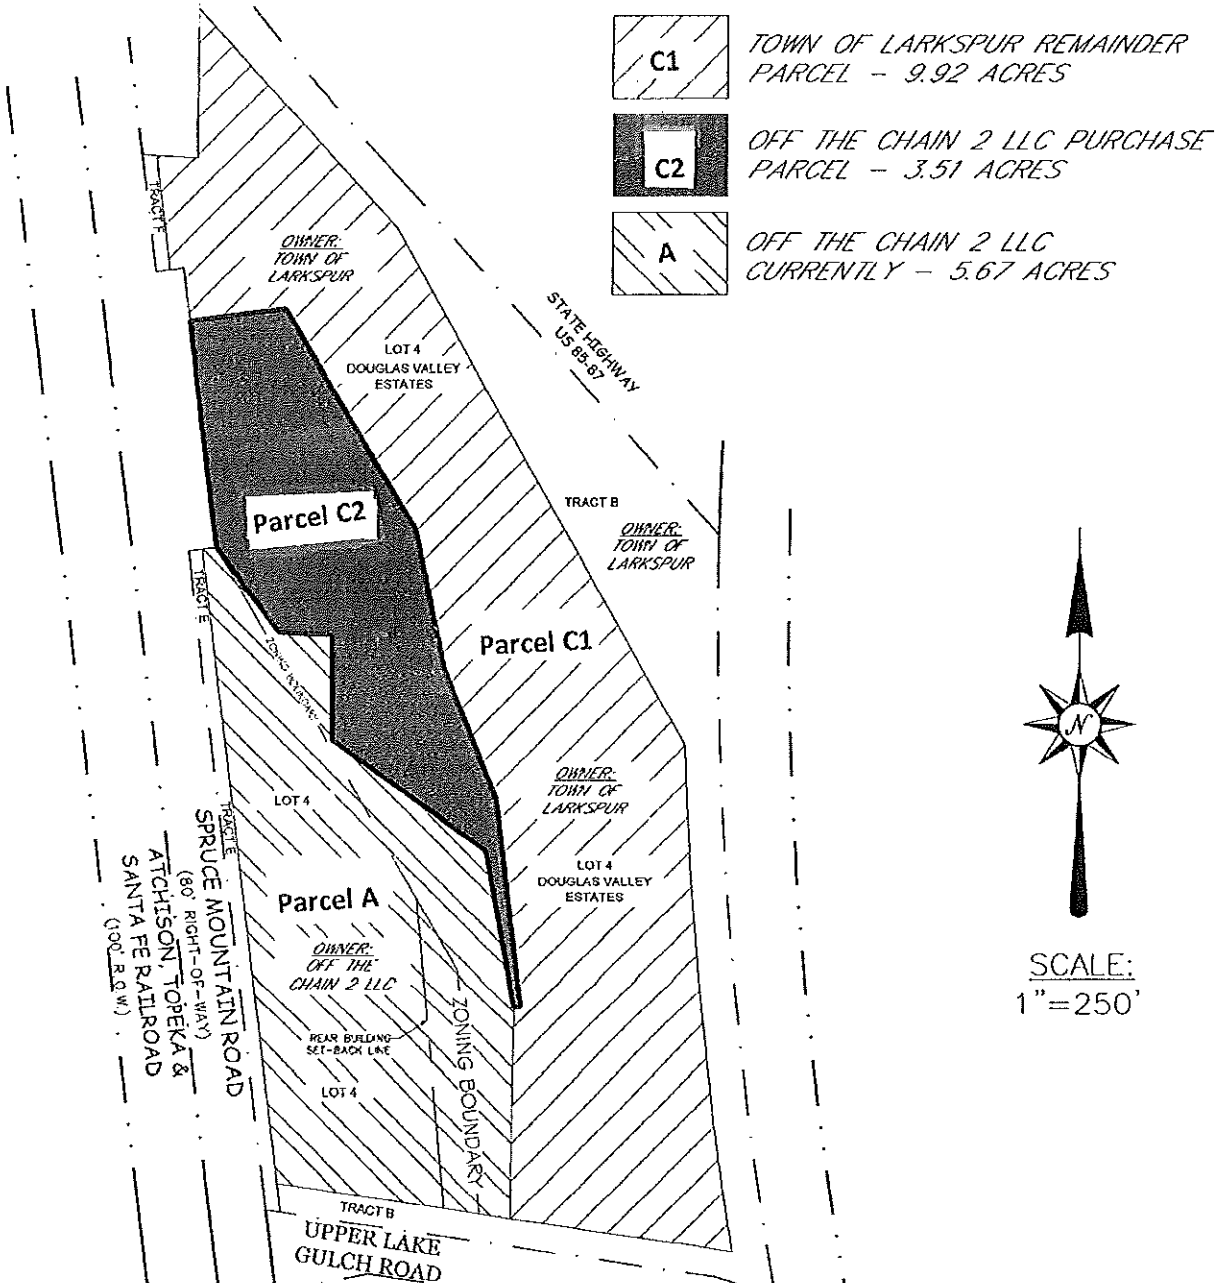 C1
TOWN OF LARKSPUR REMAINDER
PARCEL - 9.92 ACRES
C2
OFF THE CHAIN 2 LLC PURCHASE
PARCEL - 3.51 ACRES
A
OFF THE CHAIN 2 LLC
CURRENTLY - 5.67 ACRES
TRACT F
OWNER:
TOWN OF
LARKSPUR
STATE HIGHWAY
US 85-87
LOT 4
DOUGLAS VALLEY
ESTATES
Parcel C2
TRACT B
OWNER:
TOWN OF
LARKSPUR
TRACT E
ZONING BOUNDARY
Parcel C1
OWNER:
TOWN OF
LARKSPUR
LOT 4
TRACT E
SPRUCE MOUNTAIN ROAD
(80' RIGHT-OF-WAY)
ATCHISON, TOPEKA &
SANTA FE RAILROAD
(100' R.O.W.)
LOT 4
DOUGLAS VALLEY
ESTATES
Parcel A
OWNER:
OFF THE
CHAIN 2 LLC
ZONING BOUNDARY
REAR BUILDING
SET-BACK LINE
LOT 4
N
SCALE:
1"=250'
TRACT B
UPPER LAKE
GULCH ROAD